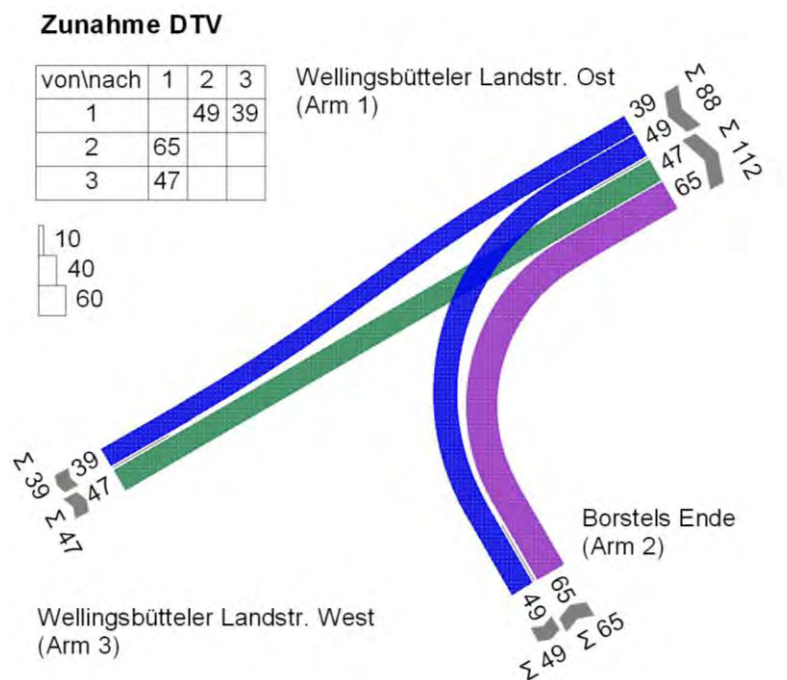 Zunahme DTV
von\nach 1 2 3
1 49 39
2 65
3 47
10
40
60
Wellingsbütteler Landstr. Ost
(Arm 1)
39
49
47
65
Σ 88
Σ 112
39
47
Σ 39
Σ 47
Borstels Ende
(Arm 2)
49
65
Σ 49
Σ 65
Wellingsbütteler Landstr. West
(Arm 3)